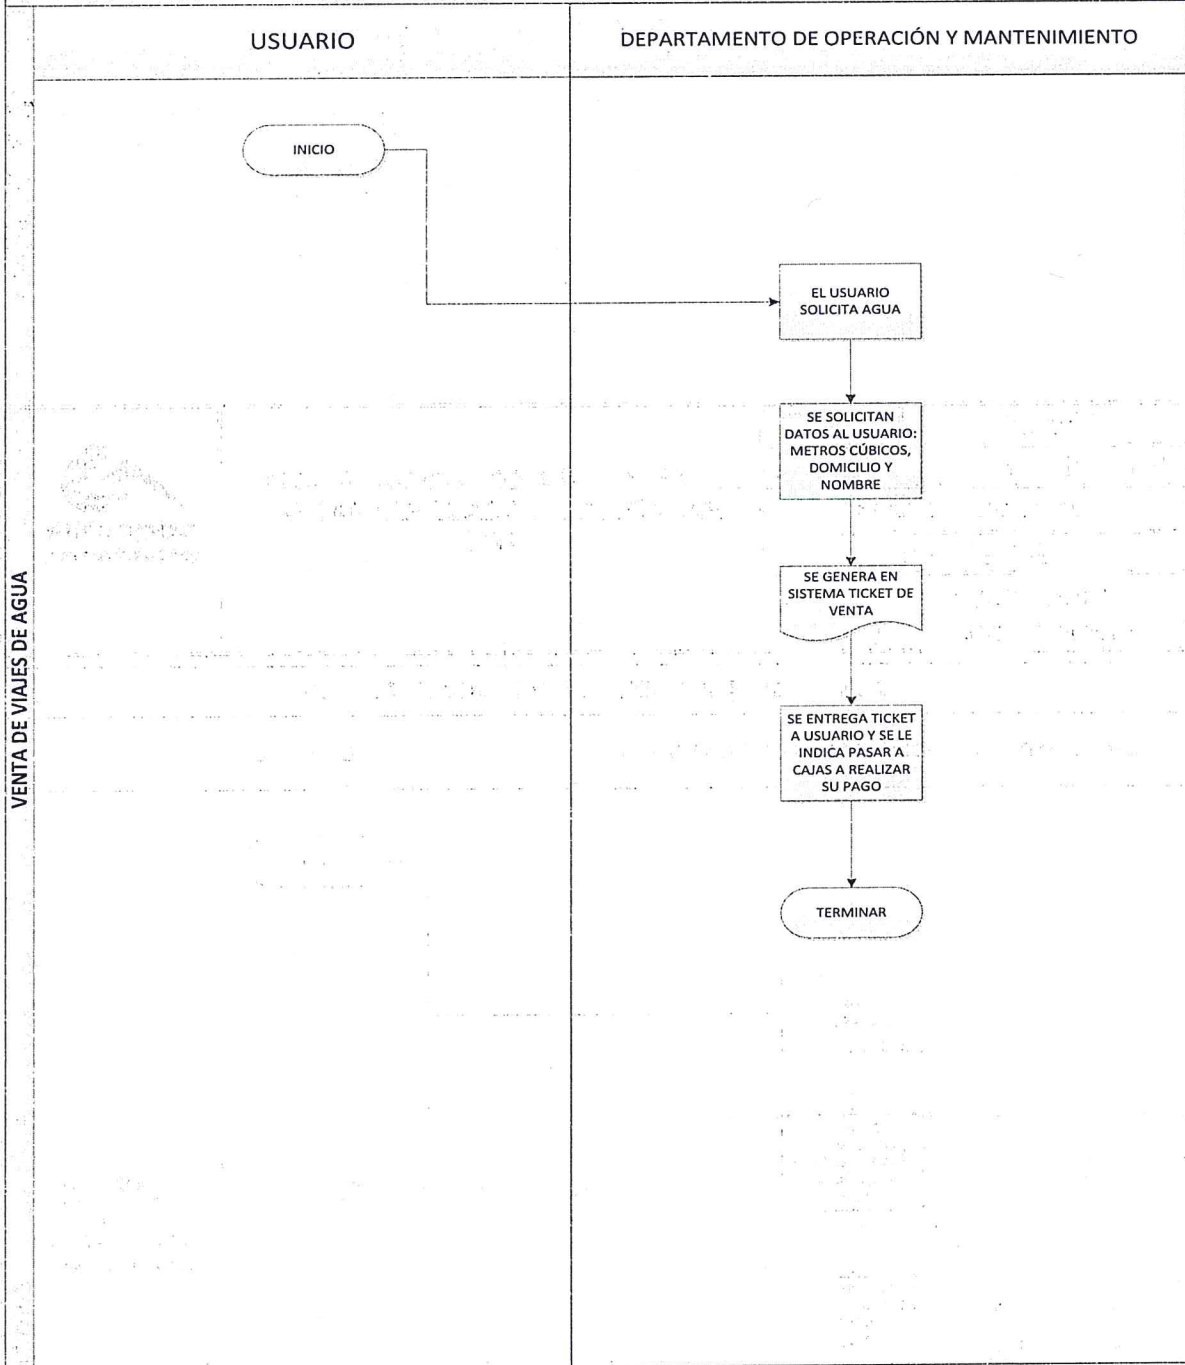 USUARIO
DEPARTAMENTO DE OPERACIÓN Y MANTENIMIENTO
VENTA DE VIAJES DE AGUA
INICIO
EL USUARIO
SOLICITA AGUA
SE SOLICITAN
DATOS AL USUARIO:
METROS CÚBICOS,
DOMICILIO Y
NOMBRE
SE GENERA EN
SISTEMA TICKET DE
VENTA
SE ENTREGA TICKET
A USUARIO Y SE LE
INDICA PASAR A
CAJAS A REALIZAR
SU PAGO
TERMINAR